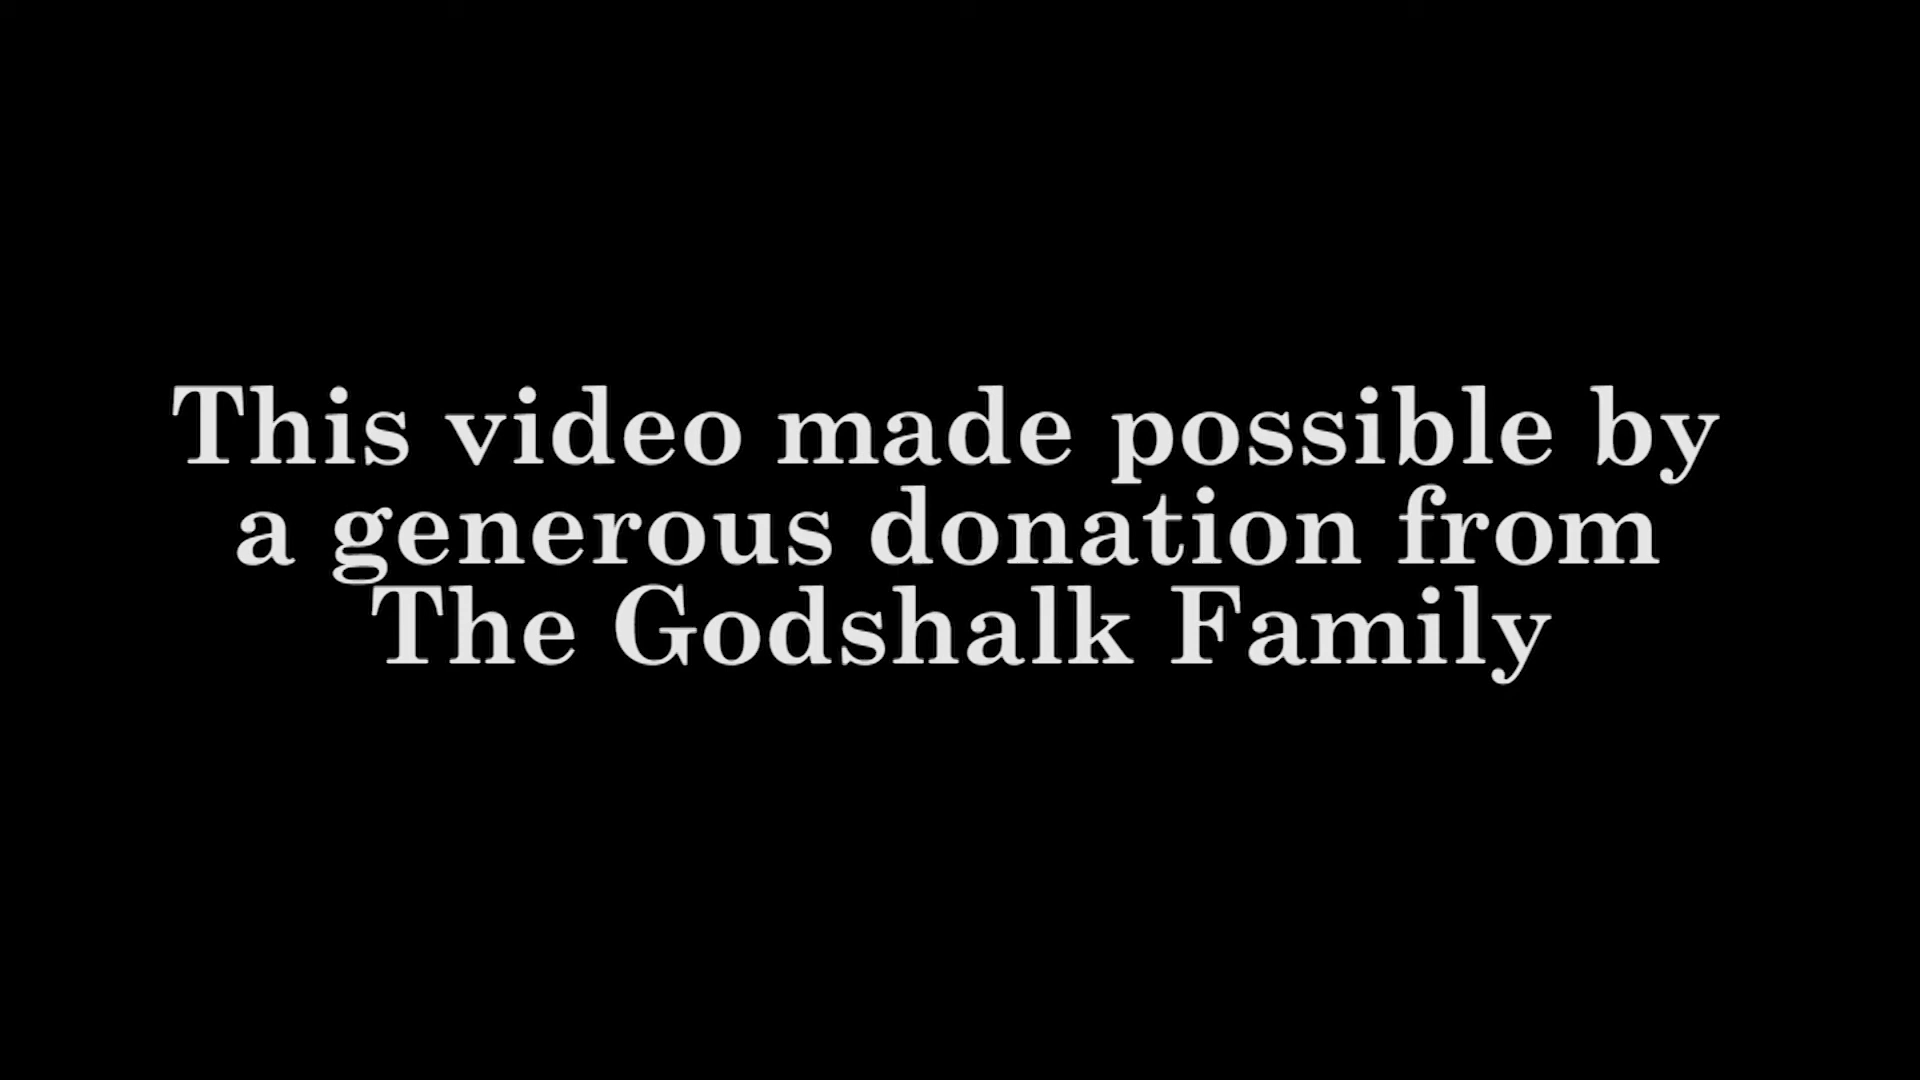 This video made possible by
a generous donation from
The Godshalk Family